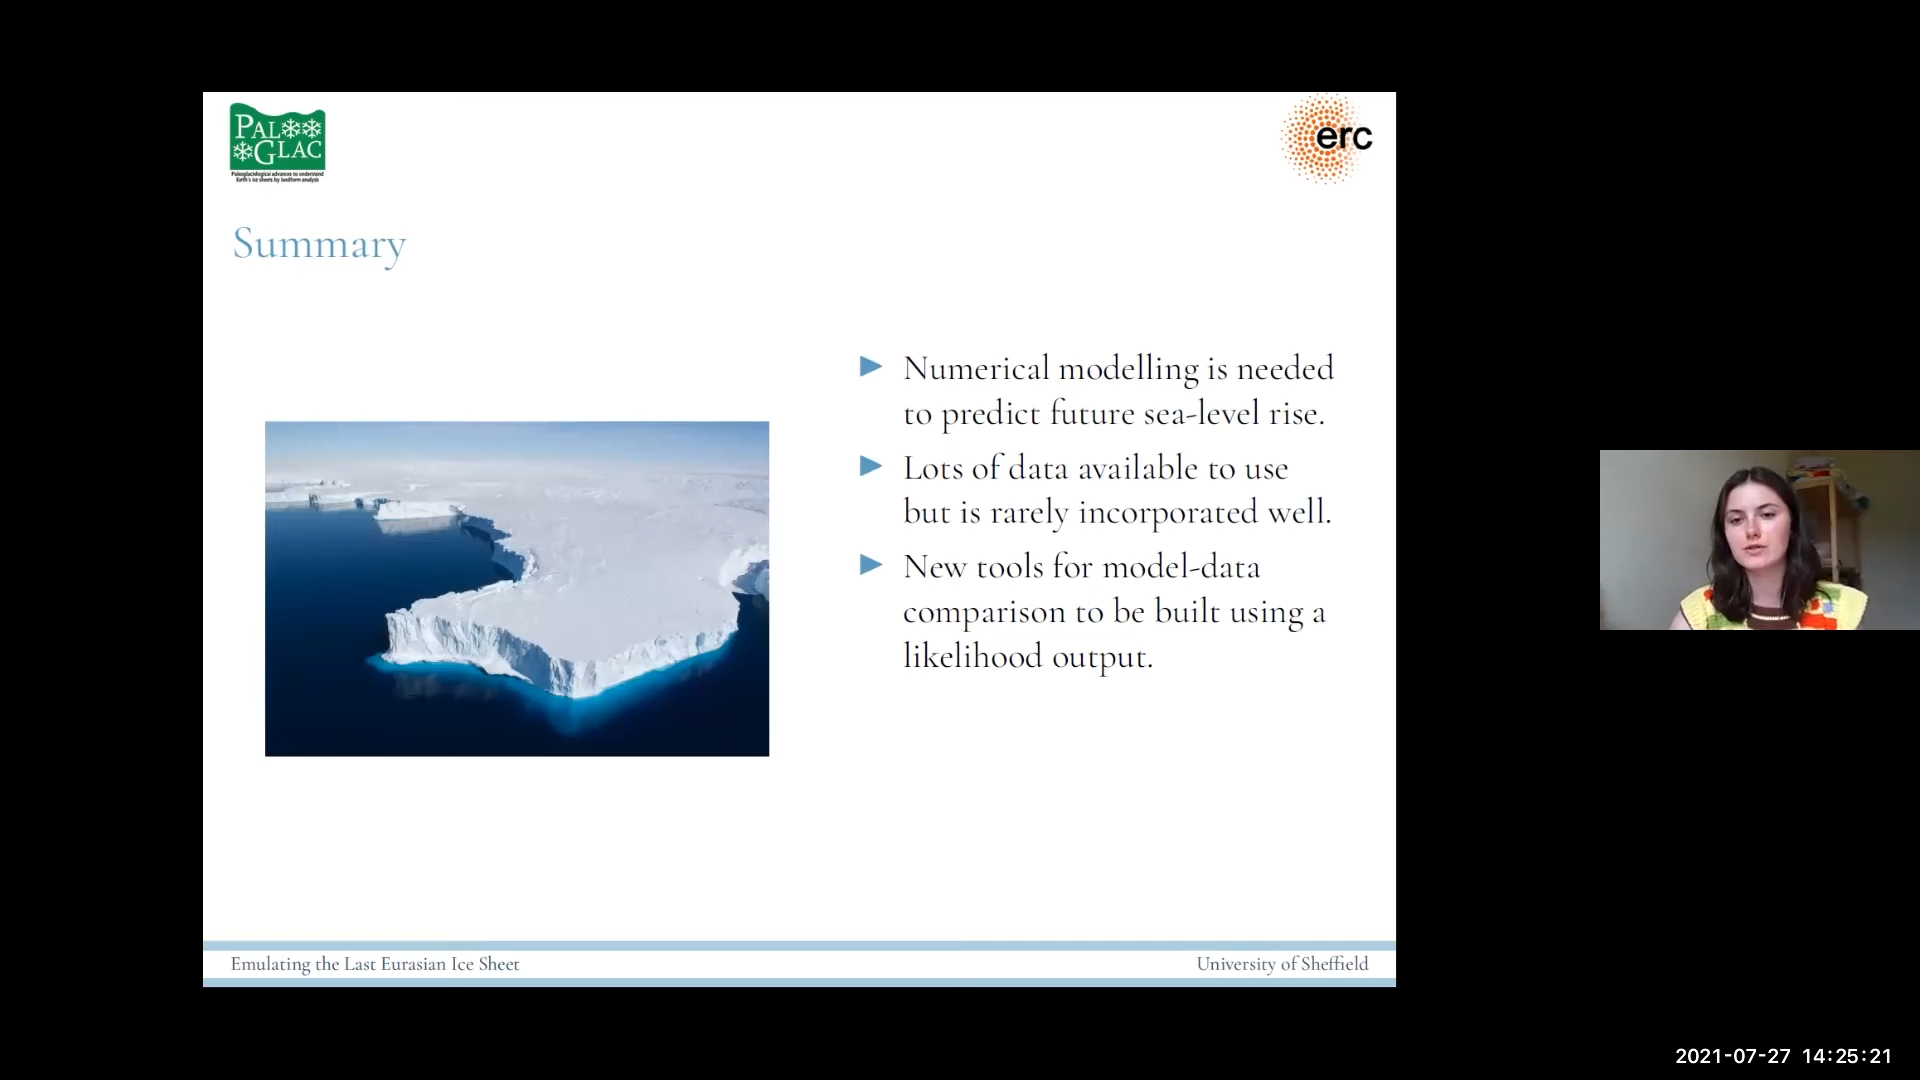 PAL
GLAC
Palaeoglaciological advances to understand
Earth's ice sheets by landform analysis
erc
Summary
Numerical modelling is needed
to predict future sea-level rise.
Lots of data available to use
but is rarely incorporated well.
New tools for model-data
comparison to be built using a
likelihood output.
Emulating the Last Eurasian Ice Sheet
University of Sheffield
2021-07-27 14:25:21